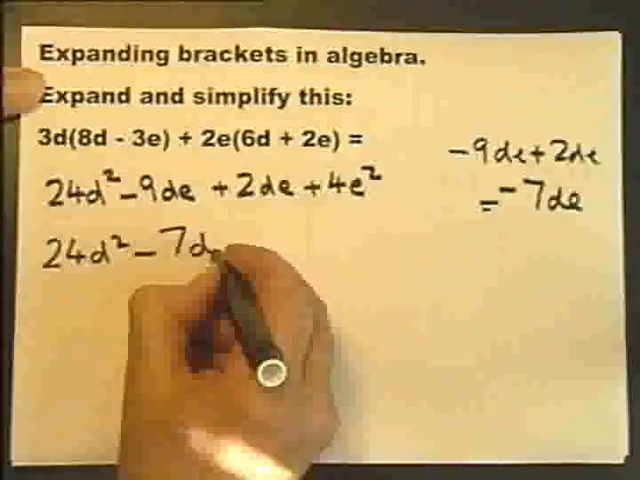 Expanding brackets in algebra.
Expand and simplify this:
3d(8d - 3e) + 2e(6d + 2e) =
24d² - 9de + 2de + 4e²
24d² - 7d
-9de + 2de
= -7de